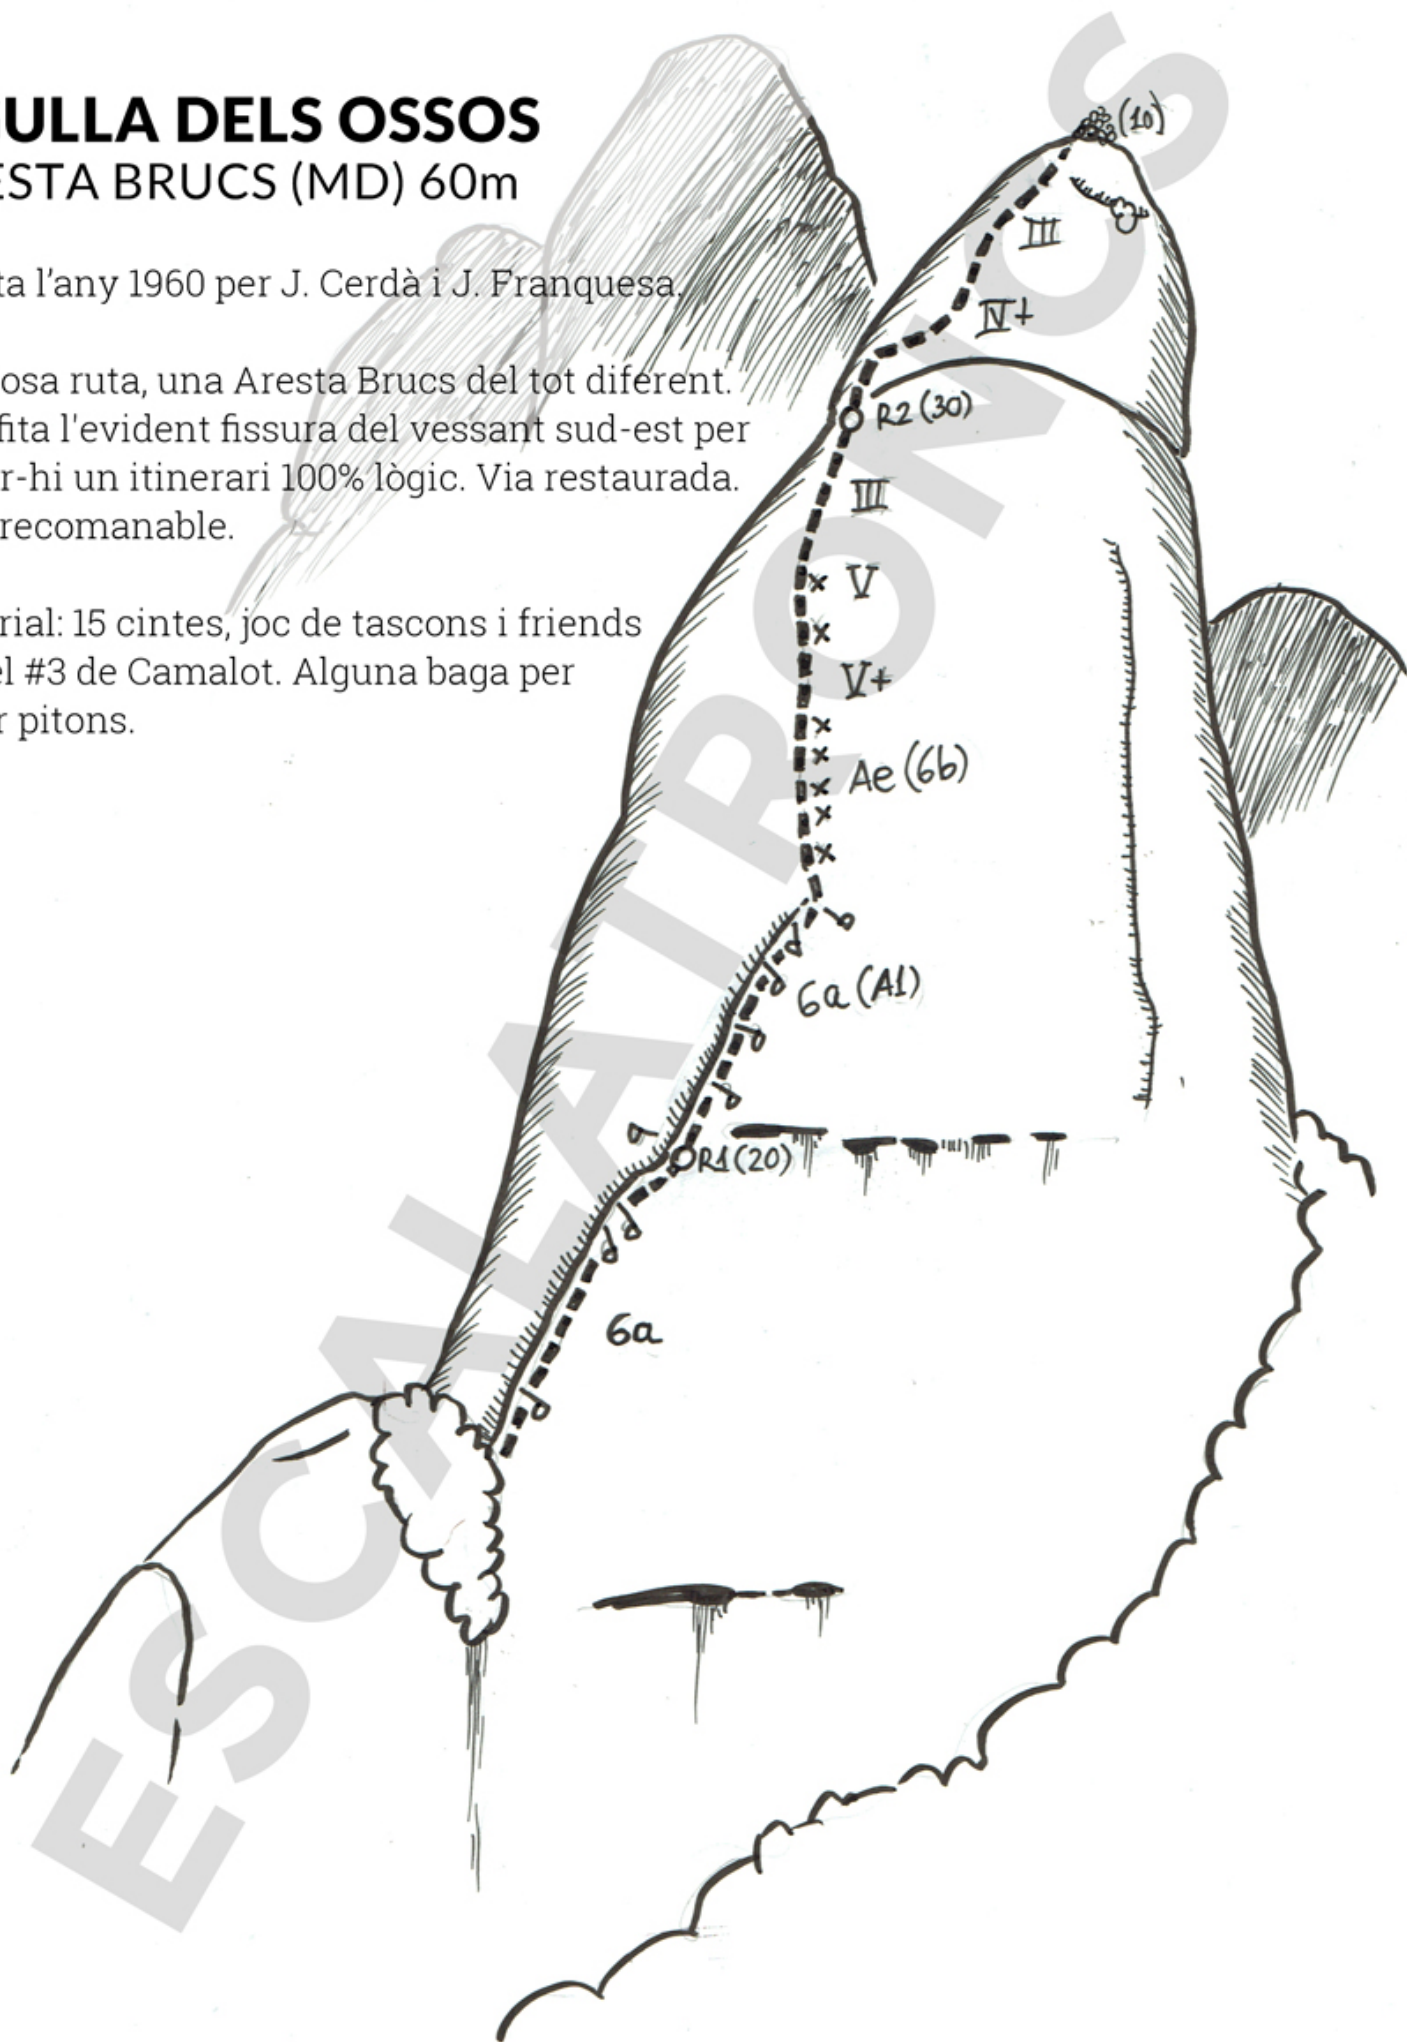 GULLA DELS OSSOS
ESTA BRUCS (MD) 60m
ta l'any 1960 per J. Cerdà i J. Franquesa.
osa ruta, una Aresta Brucs del tot diferent.
fita l'evident fissura del vessant sud-est per
r-hi un itinerari 100% lògic. Via restaurada.
recomanable.
rial: 15 cintes, joc de tascons i friends
el #3 de Camalot. Alguna baga per
r pitons.
(10)
III
IV+
R2 (30)
III
V
V+
Ae (6b)
6a (A1)
R1 (20)
6a
ESCALATRONCS